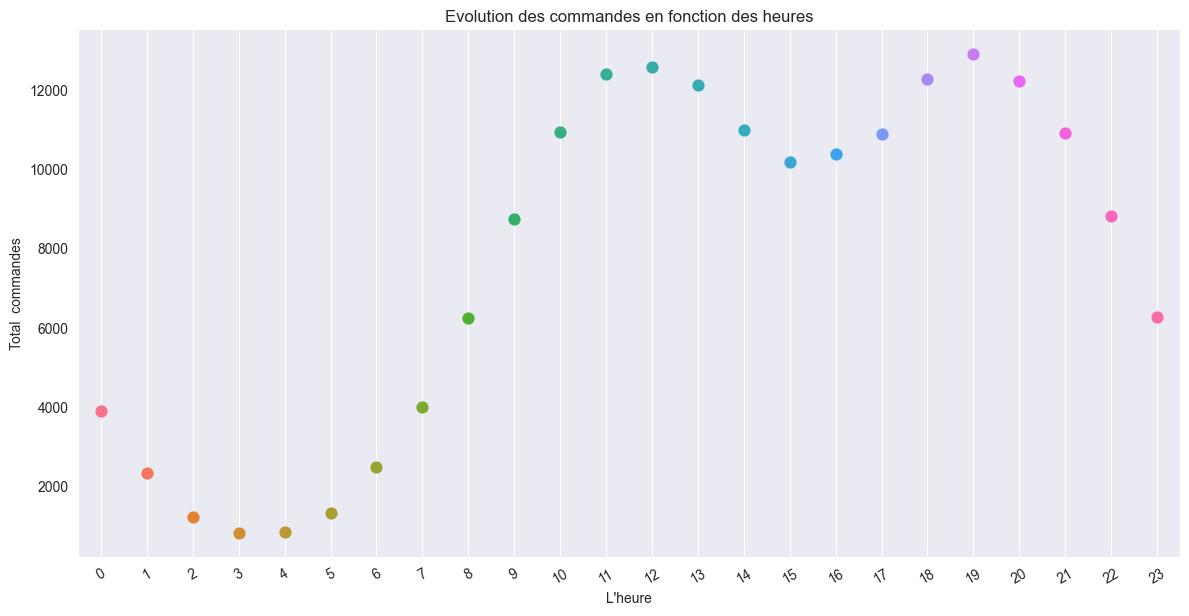 Evolution des commandes en fonction des heures
12000
10000
8000
6000
4000
2000
Total  commandes
0 1 2 3 4 5 6 7 8 9 10 11 12 13 14 15 16 17 18 19 20 21 22 23
L'heure